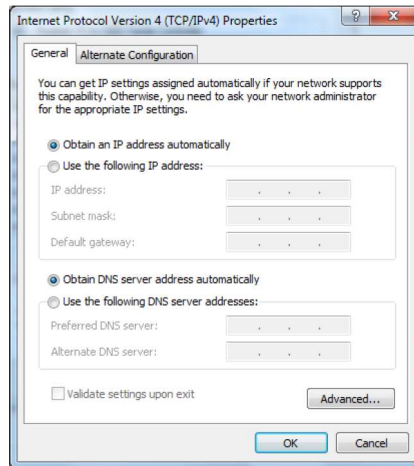 Internet Protocol Version 4 (TCP/IPv4) Properties
General
Alternate Configuration
You can get IP settings assigned automatically if your network supports
this capability. Otherwise, you need to ask your network administrator
for the appropriate IP settings.
Obtain an IP address automatically
Use the following IP address:
IP address:
Subnet mask:
Default gateway:
Obtain DNS server address automatically
Use the following DNS server addresses:
Preferred DNS server:
Alternate DNS server:
Validate settings upon exit
Advanced...
OK
Cancel